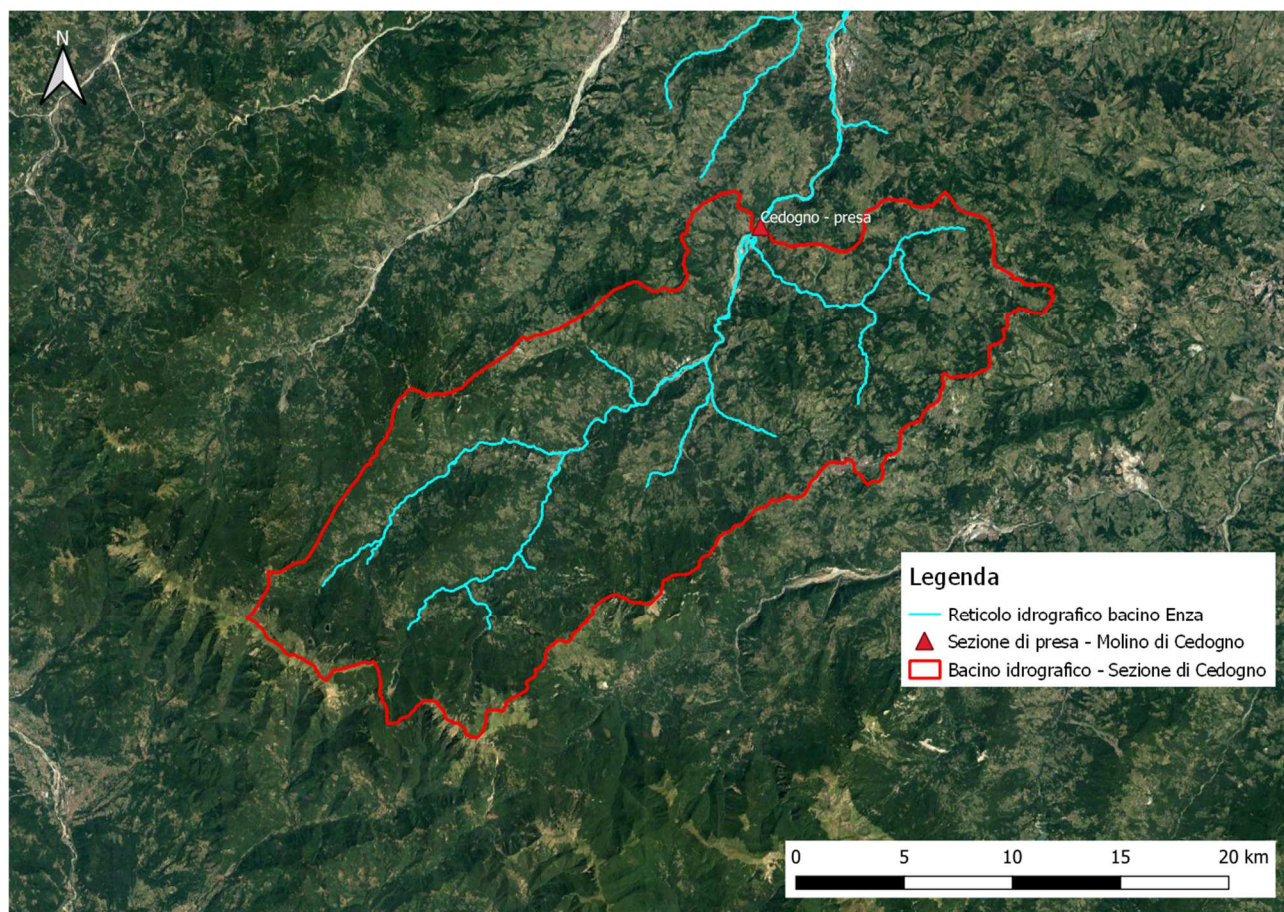 N
Cedogno - presa
Legenda
Reticolo idrografico bacino Enza
Sezione di presa - Molino di Cedogno
Bacino idrografico - Sezione di Cedogno
0 5 10 15 20 km